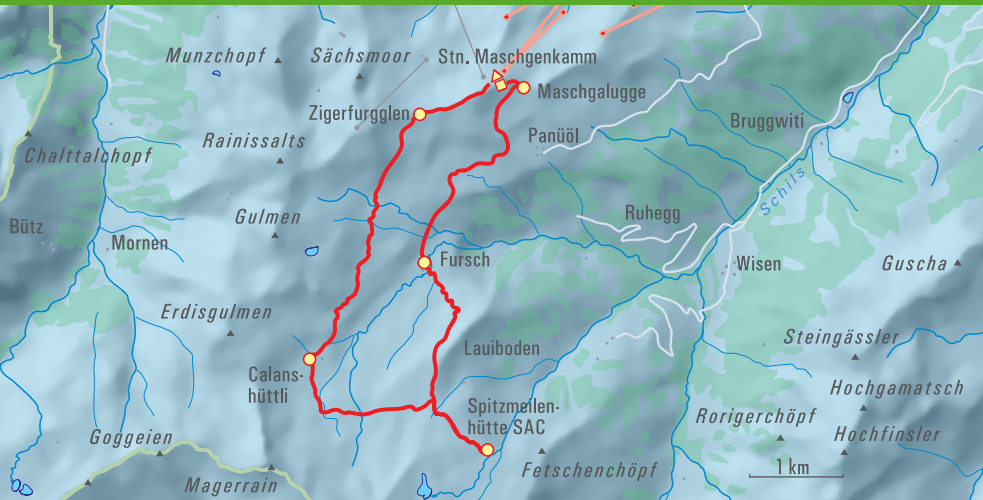 Munzchopf
Sächsmoor
Stn. Maschgenkamm
Maschgalugge
Zigerfurgglen
Rainissalts
Panüöl
Bruggwiti
Chalttalchopf
Schils
Gulmen
Ruhegg
Bütz
Mornen
Fursch
Wisen
Guscha
Erdisgulmen
Steingässler
Lauiboden
Calans-
hüttli
Hochgamatsch
Spitzmeilen-
hütte SAC
Rorigerchöpf
Goggeien
Hochfinsler
Fetschenchöpf
1 km
Magerrain